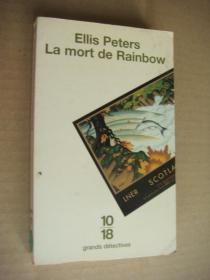 Ellis Peters
La mort de Rainbow
LNER SCOTLA
10
18
grands détectives